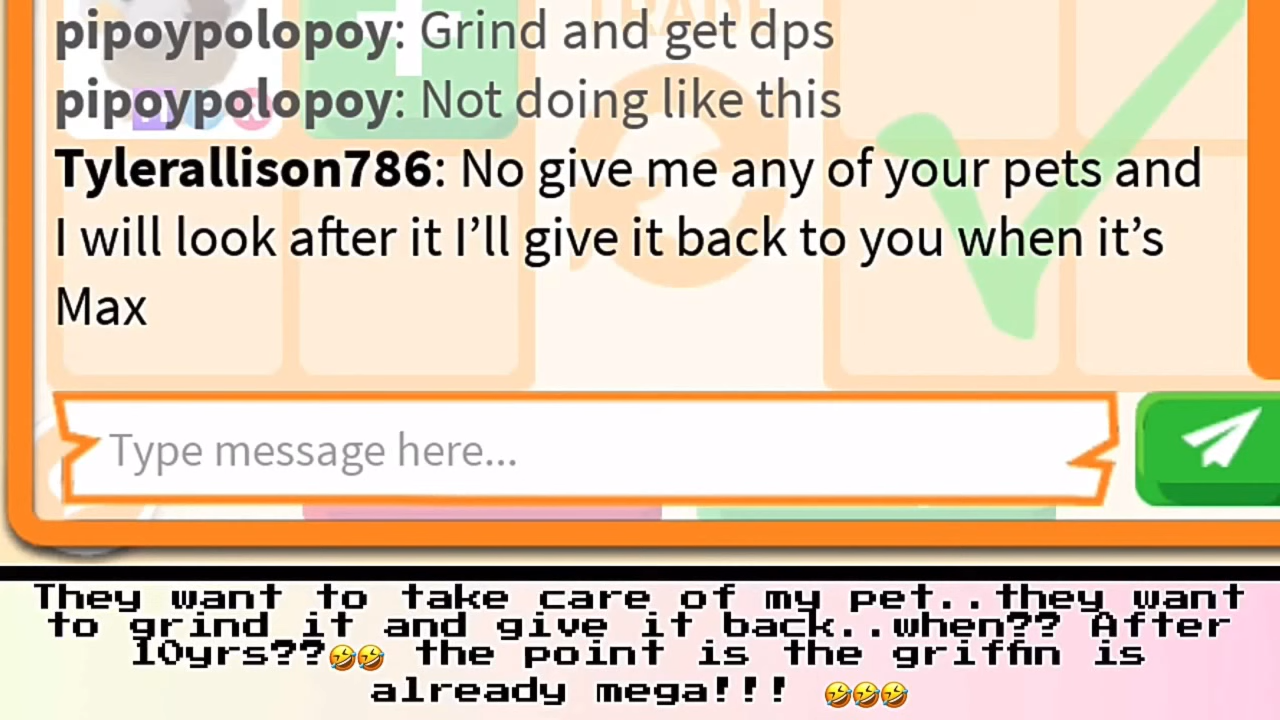 TRADE
pipoypolopoy: Grind and get dps
pipoypolopoy: Not doing like this
Tylerallison786: No give me any of your pets and
I will look after it I’ll give it back to you when it’s
Max
Type message here...
They want to take care of my pet..they want
to grind it and give it back..when?? After
10yrs??🤣🤣 the point is the griffin is
already mega!!! 🤣🤣🤣